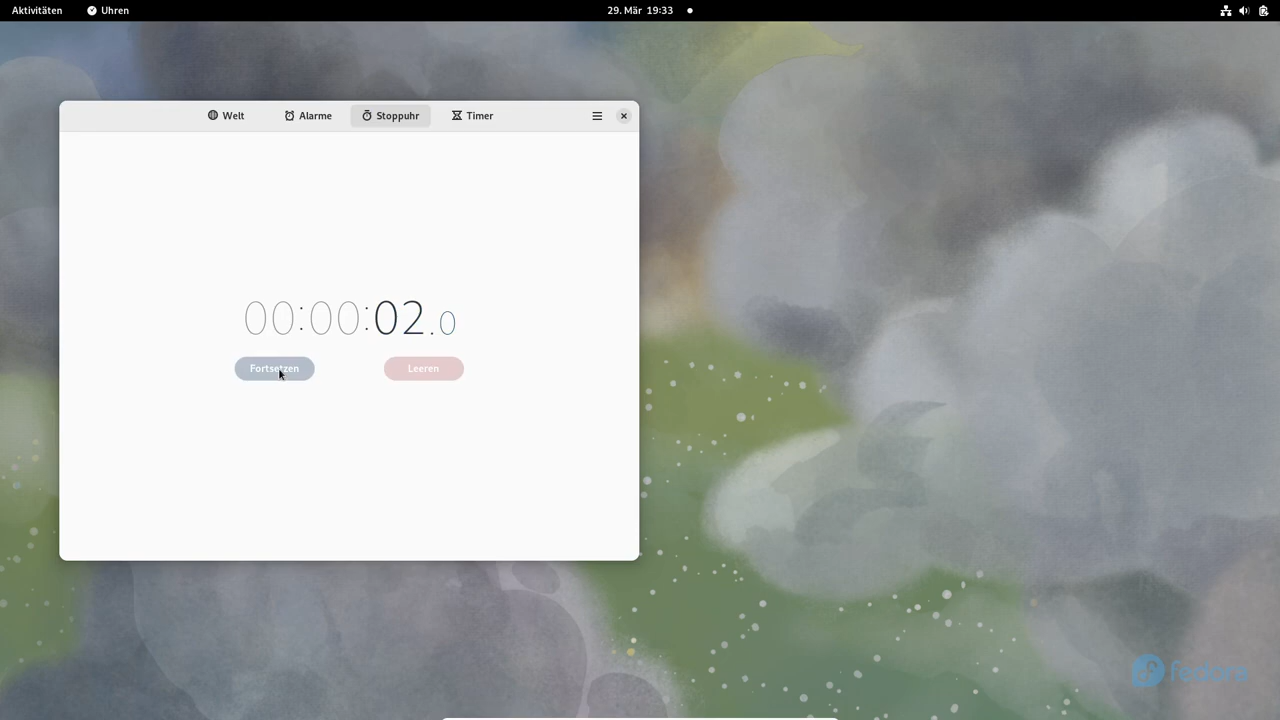 Aktivitäten Uhren 29. Mär 19:33
Welt Alarme Stoppuhr Timer
00:00:02.0
Fortsetzen Leeren
fedora